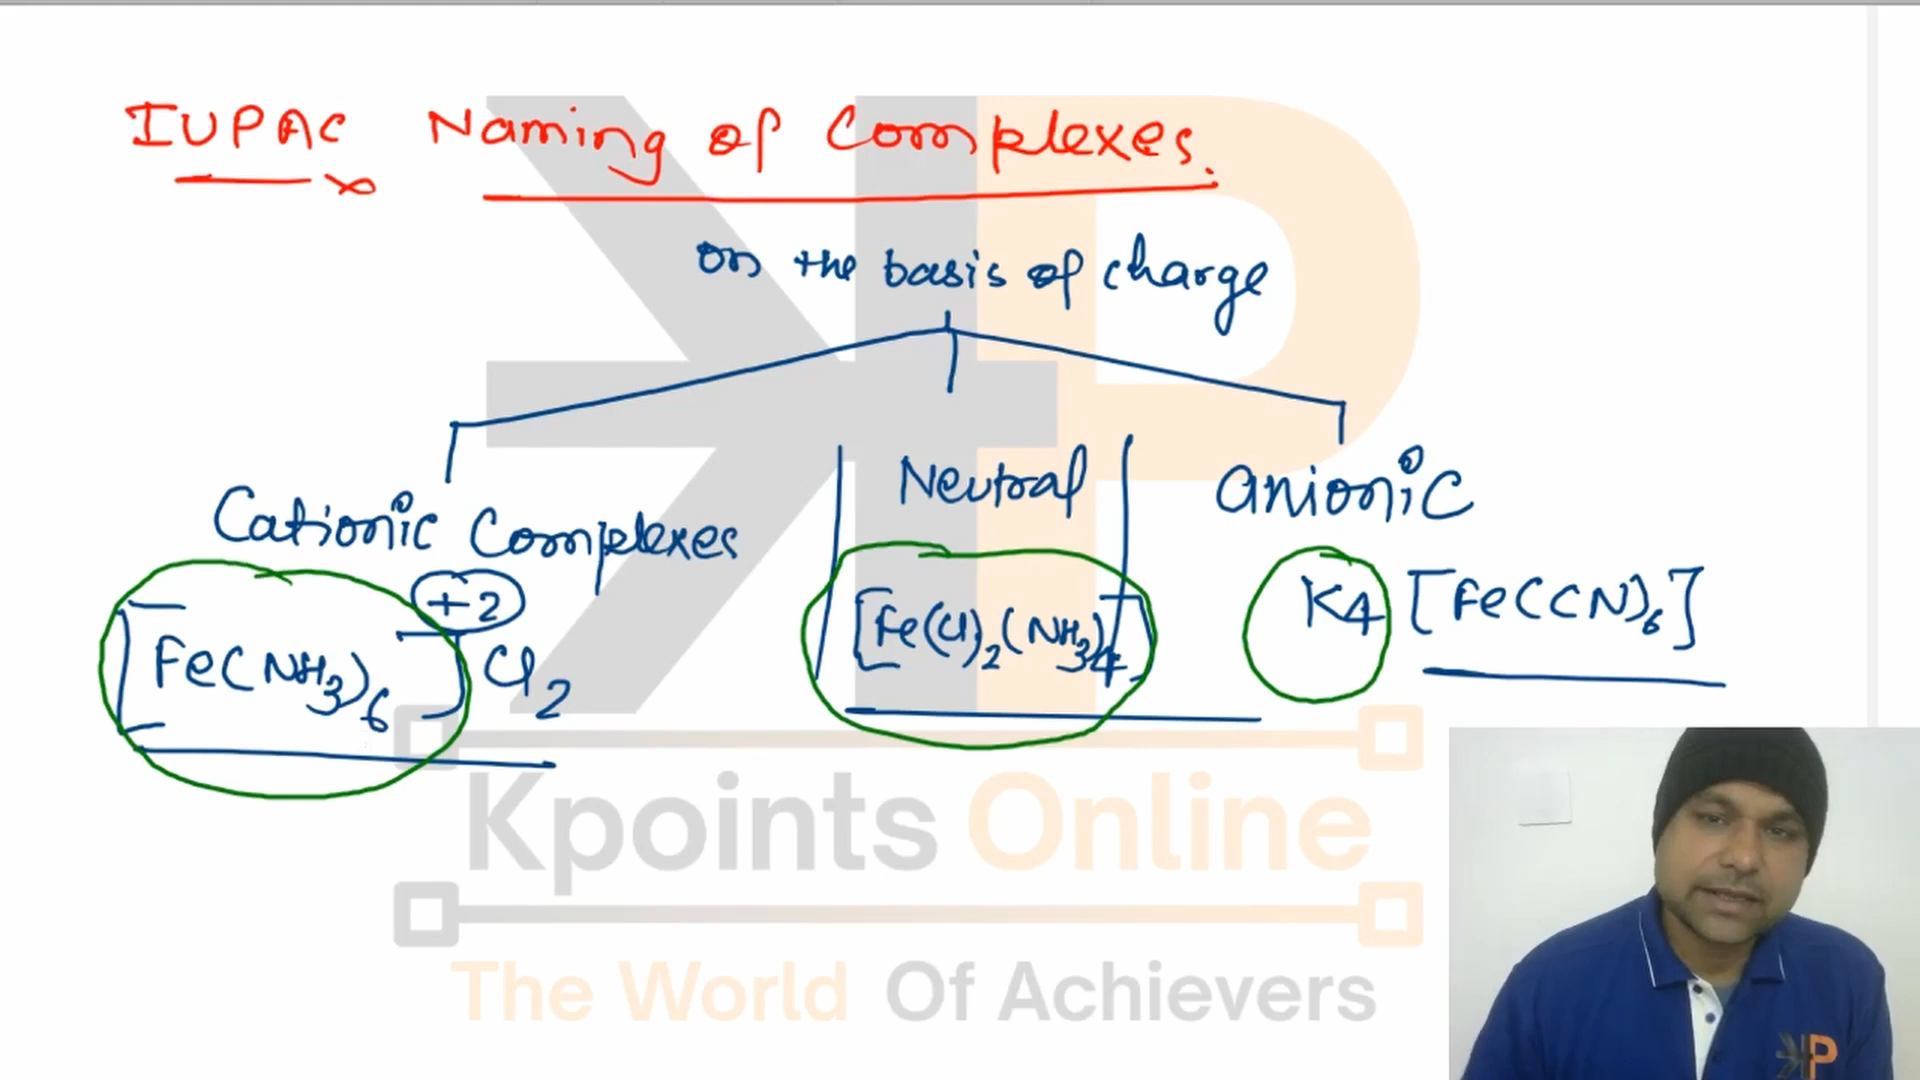 IUPAC Naming of Complexes.
on the basis of charge
Cationic Complexes
Neutral
anionic
[Fe(NH3)6]+2 Cl2
[Fe(Cl)2(NH3)4]
K4 [Fe(CN)6]
Kpoints Online
The World Of Achievers
KP